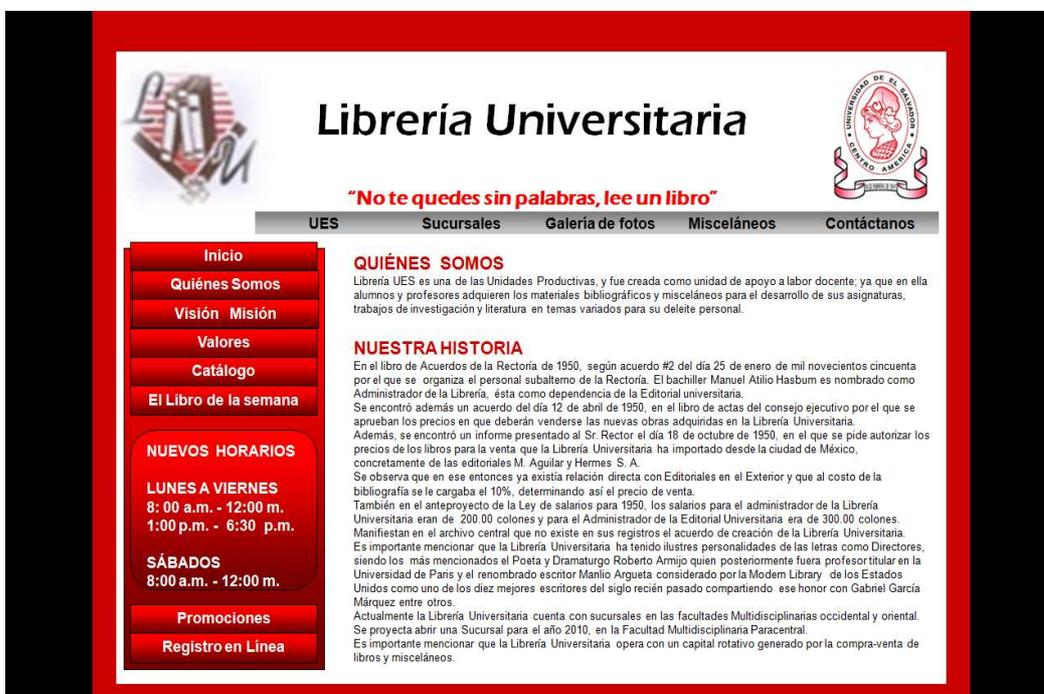 LU
UNIVERSIDAD DE EL SALVADOR
CENTRO AMERICA
Librería Universitaria
“No te quedes sin palabras, lee un libro”
UES Sucursales Galería de fotos Misceláneos Contáctanos
Inicio
Quiénes Somos
Visión Misión
Valores
Catálogo
El Libro de la semana
NUEVOS HORARIOS
LUNES A VIERNES
8: 00 a.m. - 12:00 m.
1:00 p.m. - 6:30 p.m.
SÁBADOS
8:00 a.m. - 12:00 m.
Promociones
Registro en Línea
QUIÉNES SOMOS
Librería UES es una de las Unidades Productivas, y fue creada como unidad de apoyo a labor docente; ya que en ella
alumnos y profesores adquieren los materiales bibliográficos y misceláneos para el desarrollo de sus asignaturas,
trabajos de investigación y literatura en temas variados para su deleite personal.
NUESTRA HISTORIA
En el libro de Acuerdos de la Rectoría de 1950, según acuerdo #2 del día 25 de enero de mil novecientos cincuenta
por el que se organiza el personal subalterno de la Rectoría. El bachiller Manuel Atilio Hasbum es nombrado como
Administrador de la Librería, ésta como dependencia de la Editorial universitaria.
Se encontró además un acuerdo del día 12 de abril de 1950, en el libro de actas del consejo ejecutivo por el que se
aprueban los precios en que deberán venderse las nuevas obras adquiridas en la Librería Universitaria.
Además, se encontró un informe presentado al Sr. Rector el día 18 de octubre de 1950, en el que se pide autorizar los
precios de los libros para la venta que la Librería Universitaria ha importado desde la ciudad de México,
concretamente de las editoriales M. Aguilar y Hermes S. A.
Se observa que en ese entonces ya existía relación directa con Editoriales en el Exterior y que al costo de la
bibliografía se le cargaba el 10%, determinando así el precio de venta.
También en el anteproyecto de la Ley de salarios para 1950, los salarios para el administrador de la Librería
Universitaria eran de 200.00 colones y para el Administrador de la Editorial Universitaria era de 300.00 colones.
Manifiestan en el archivo central que no existe en sus registros el acuerdo de creación de la Librería Universitaria.
Es importante mencionar que la Librería Universitaria ha tenido ilustres personalidades de las letras como Directores,
siendo los más mencionados el Poeta y Dramaturgo Roberto Armijo quien posteriormente fuera profesor titular en la
Universidad de Paris y el renombrado escritor Manlio Argueta considerado por la Modern Library de los Estados
Unidos como uno de los diez mejores escritores del siglo recién pasado compartiendo ese honor con Gabriel García
Márquez entre otros.
Actualmente la Librería Universitaria cuenta con sucursales en las facultades Multidisciplinarias occidental y oriental.
Se proyecta abrir una Sucursal para el año 2010, en la Facultad Multidisciplinaria Paracentral.
Es importante mencionar que la Librería Universitaria opera con un capital rotativo generado por la compra-venta de
libros y misceláneos.